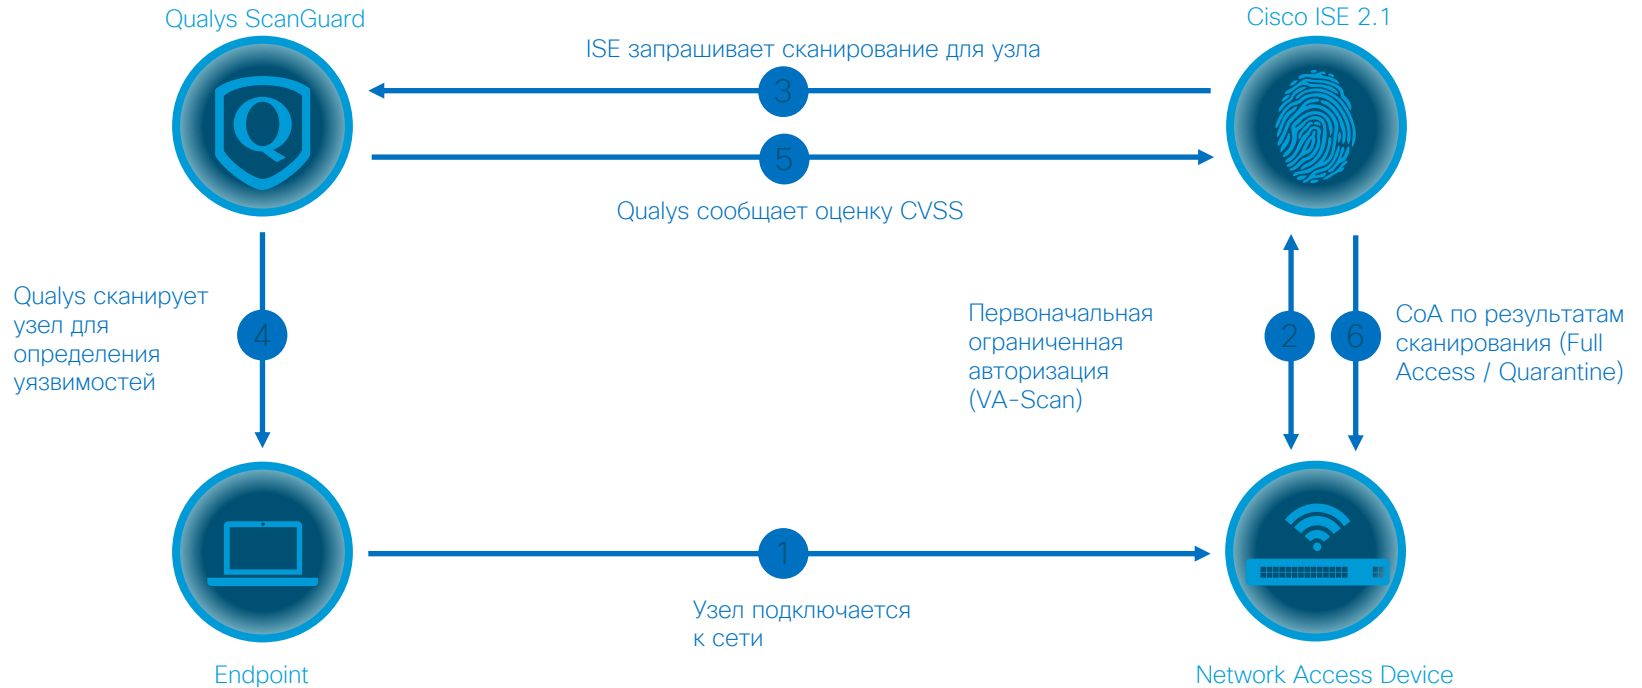 Qualys ScanGuard
Cisco ISE 2.1
ISE запрашивает сканирование для узла
3
Q
5
Qualys сообщает оценку CVSS
Qualys сканирует
узел для
определения
уязвимостей
4
Первоначальная
ограниченная
авторизация
(VA-Scan)
2
6
CoA по результатам
сканирования (Full
Access / Quarantine)
1
Узел подключается
к сети
Endpoint
Network Access Device